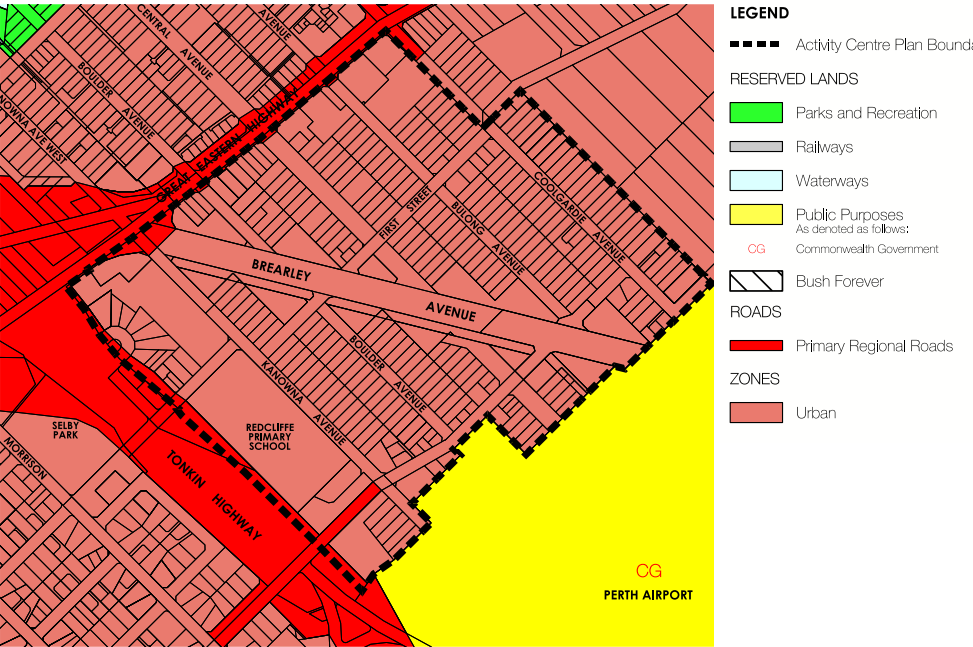 CENTRAL AVENUE
AVENUE
BOULDER AVENUE
KANOWNA AVE WEST
GREAT EASTERN HIGHWAY
FIRST STREET
BULONG AVENUE
COOLGARDIE AVENUE
BREARLEY AVENUE
BOULDER AVENUE
KANOWNA AVENUE
REDCLIFFE
PRIMARY
SCHOOL
SELBY
PARK
MORRISON
TONKIN HIGHWAY
CG
PERTH AIRPORT
LEGEND
Activity Centre Plan Bounda
RESERVED LANDS
Parks and Recreation
Railways
Waterways
Public Purposes
As denoted as follows:
CG Commonwealth Government
Bush Forever
ROADS
Primary Regional Roads
ZONES
Urban